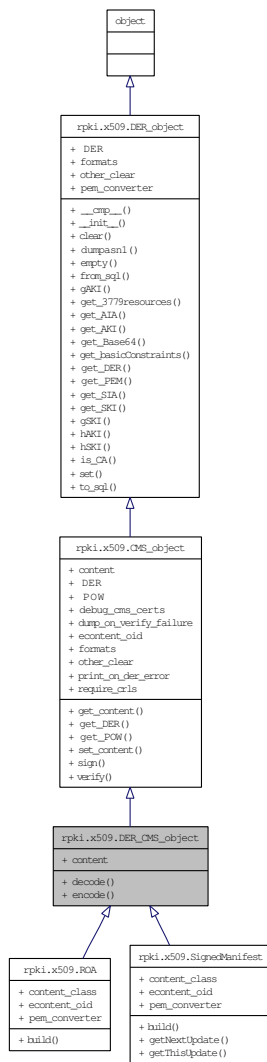 object
rpki.x509.DER_object
+ DER
+ formats
+ other_clear
+ pem_converter
+ __cmp__()
+ __init__()
+ clear()
+ dumpasn1()
+ empty()
+ from_sql()
+ gAKI()
+ get_3779resources()
+ get_AIA()
+ get_AKI()
+ get_Base64()
+ get_basicConstraints()
+ get_DER()
+ get_PEM()
+ get_SIA()
+ get_SKI()
+ gSKI()
+ hAKI()
+ hSKI()
+ is_CA()
+ set()
+ to_sql()
rpki.x509.CMS_object
+ content
+ DER
+ POW
+ debug_cms_certs
+ dump_on_verify_failure
+ econtent_oid
+ formats
+ other_clear
+ print_on_der_error
+ require_crls
+ get_content()
+ get_DER()
+ get_POW()
+ set_content()
+ sign()
+ verify()
rpki.x509.DER_CMS_object
+ content
+ decode()
+ encode()
rpki.x509.ROA
+ content_class
+ econtent_oid
+ pem_converter
+ build()
rpki.x509.SignedManifest
+ content_class
+ econtent_oid
+ pem_converter
+ build()
+ getNextUpdate()
+ getThisUpdate()